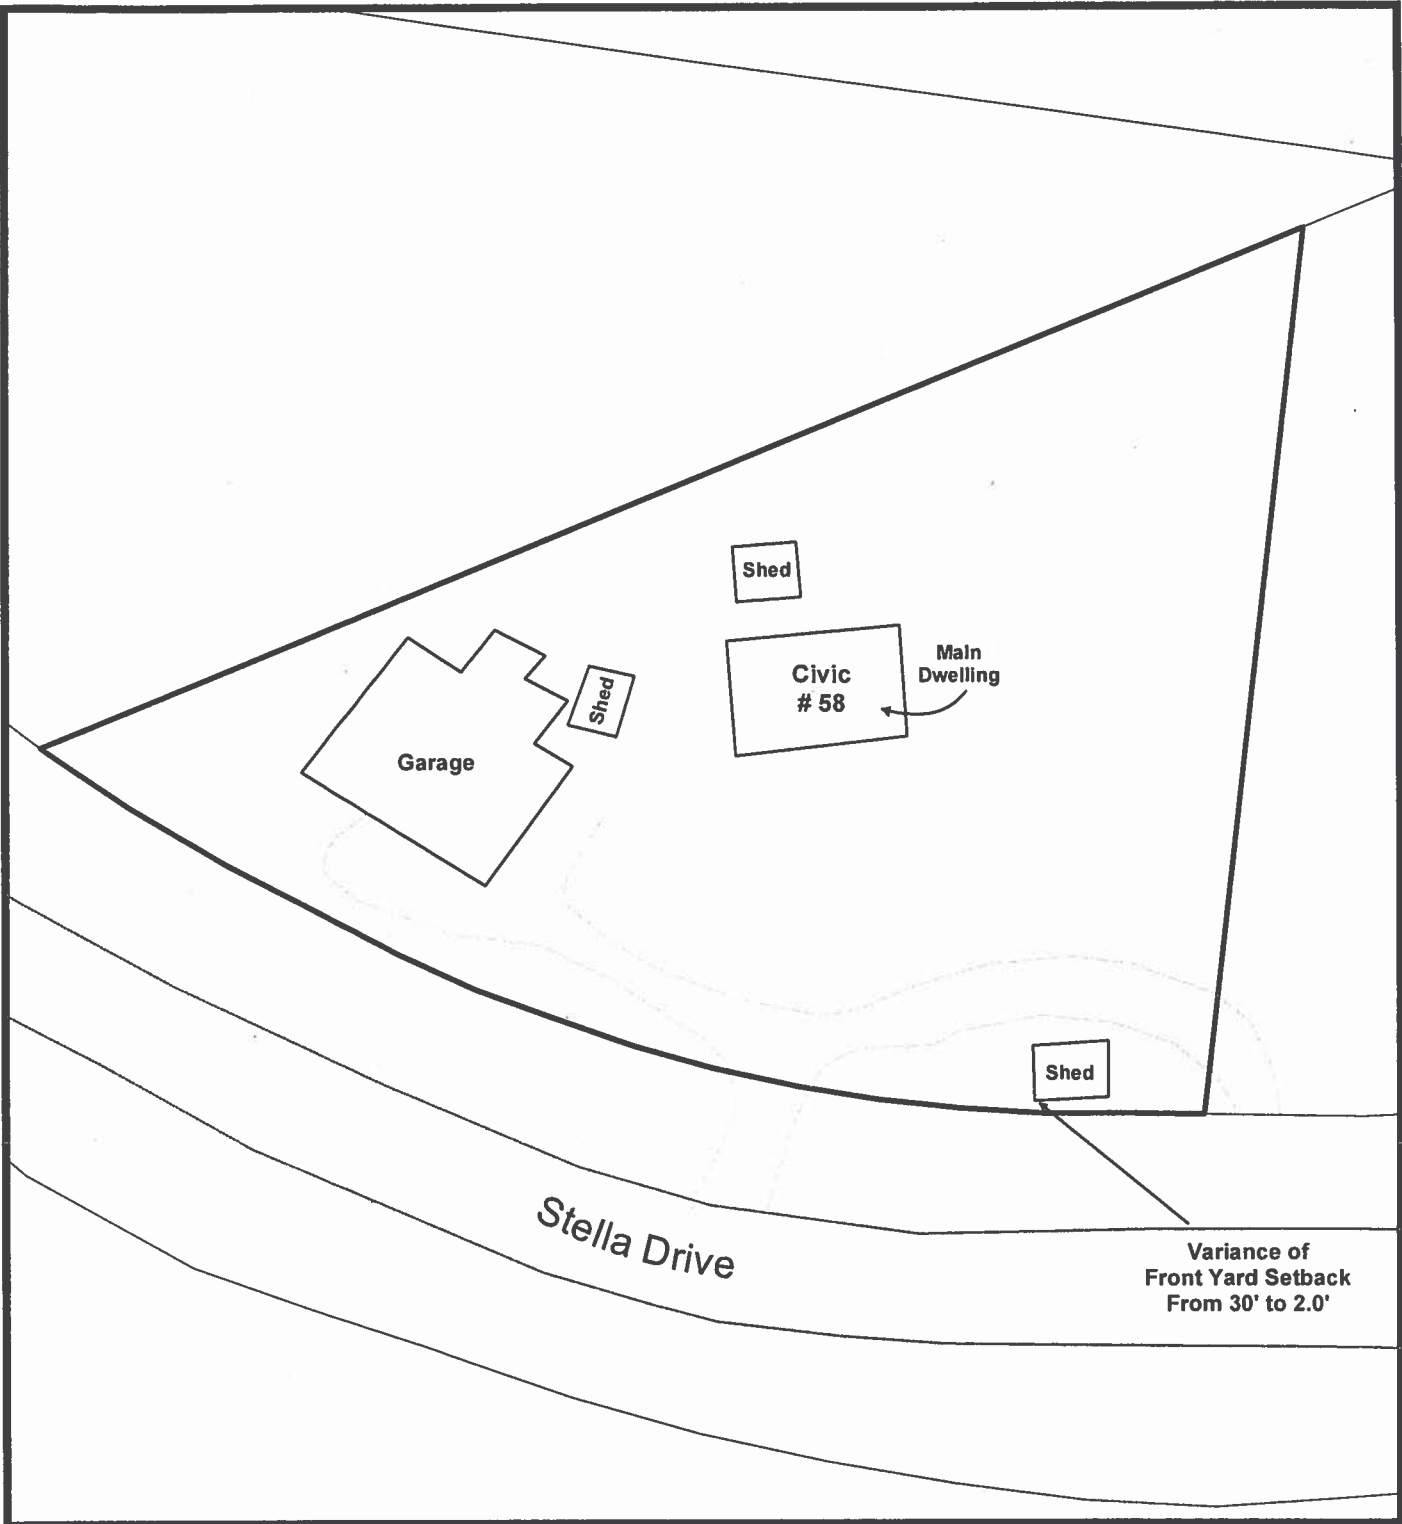 Shed
Civic
# 58
Main
Dwelling
Shed
Garage
Shed
Stella Drive
Variance of
Front Yard Setback
From 30' to 2.0'